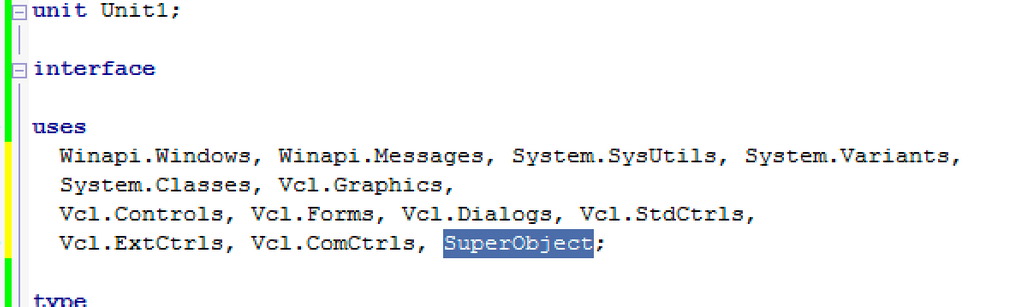 unit Unit1;
interface
uses
Winapi.Windows, Winapi.Messages, System.SysUtils, System.Variants,
System.Classes, Vcl.Graphics,
Vcl.Controls, Vcl.Forms, Vcl.Dialogs, Vcl.StdCtrls,
Vcl.ExtCtrls, Vcl.ComCtrls, SuperObject;
type